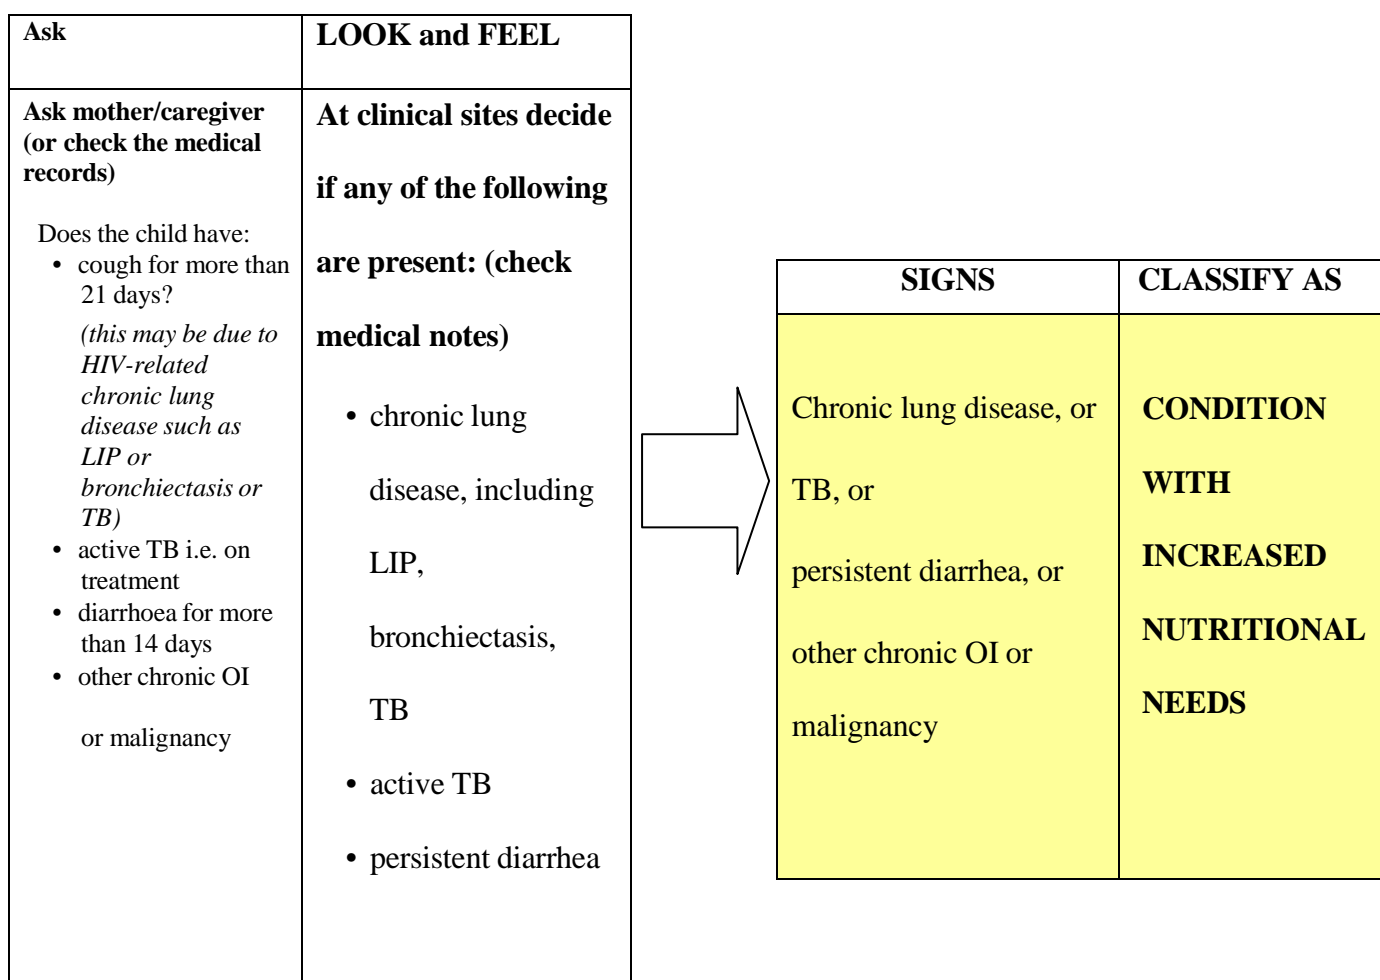 Ask
Ask mother/caregiver
(or check the medical
records)
Does the child have:
• cough for more than
21 days?
(this may be due to
HIV-related
chronic lung
disease such as
LIP or
bronchiectasis or
TB)
• active TB i.e. on
treatment
• diarrhoea for more
than 14 days
• other chronic OI
or malignancy
LOOK and FEEL
At clinical sites decide
if any of the following
are present: (check
medical notes)
• chronic lung
disease, including
LIP,
bronchiectasis,
TB
• active TB
• persistent diarrhea
SIGNS
Chronic lung disease, or
TB, or
persistent diarrhea, or
other chronic OI or
malignancy
CLASSIFY AS
CONDITION
WITH
INCREASED
NUTRITIONAL
NEEDS